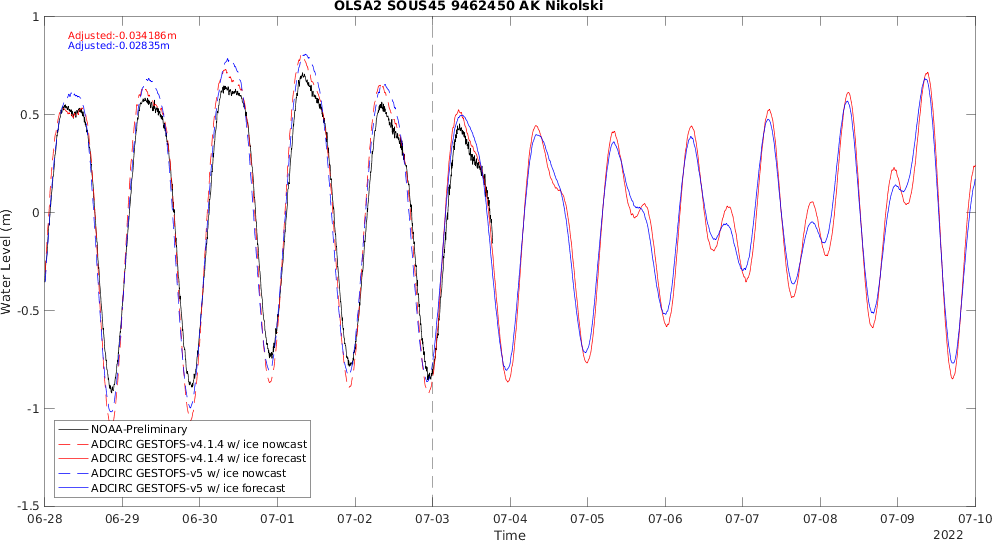 OLSA2 SOUS45 9462450 AK Nikolski
Adjusted:-0.034186m
Adjusted:-0.02835m
Water Level (m)
1
0.5
0
-0.5
-1
-1.5
NOAA-Preliminary
ADCIRC GESTOFS-v4.1.4 w/ ice nowcast
ADCIRC GESTOFS-v4.1.4 w/ ice forecast
ADCIRC GESTOFS-v5 w/ ice nowcast
ADCIRC GESTOFS-v5 w/ ice forecast
06-28 06-29 06-30 07-01 07-02 07-03 07-04 07-05 07-06 07-07 07-08 07-09 07-10
Time
2022